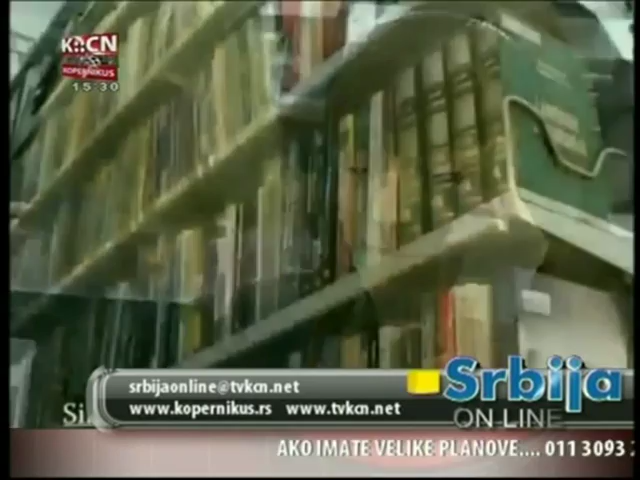 KCN
KOPERNIKUS
15:30
srbijaonline@tvkcn.net
www.kopernikus.rs www.tvkcn.net
Srbija
ON LINE
AKO IMATE VELIKE PLANOVE.... 011 3093